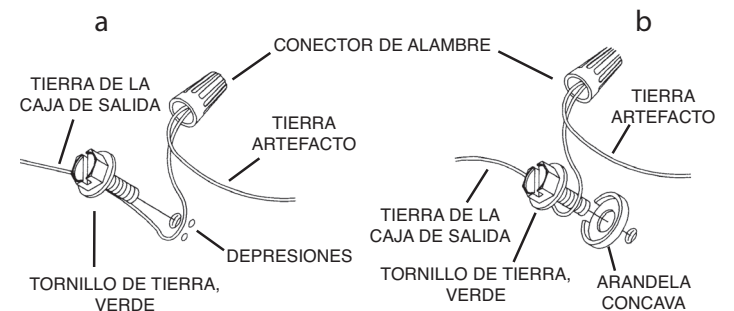 a
b
CONECTOR DE ALAMBRE
TIERRA DE LA
CAJA DE SALIDA
TIERRA
ARTEFACTO
DEPRESIONES
TORNILLO DE TIERRA,
VERDE
TIERRA
ARTEFACTO
TIERRA DE LA
CAJA DE SALIDA
TORNILLO DE TIERRA,
VERDE
ARANDELA
CONCAVA